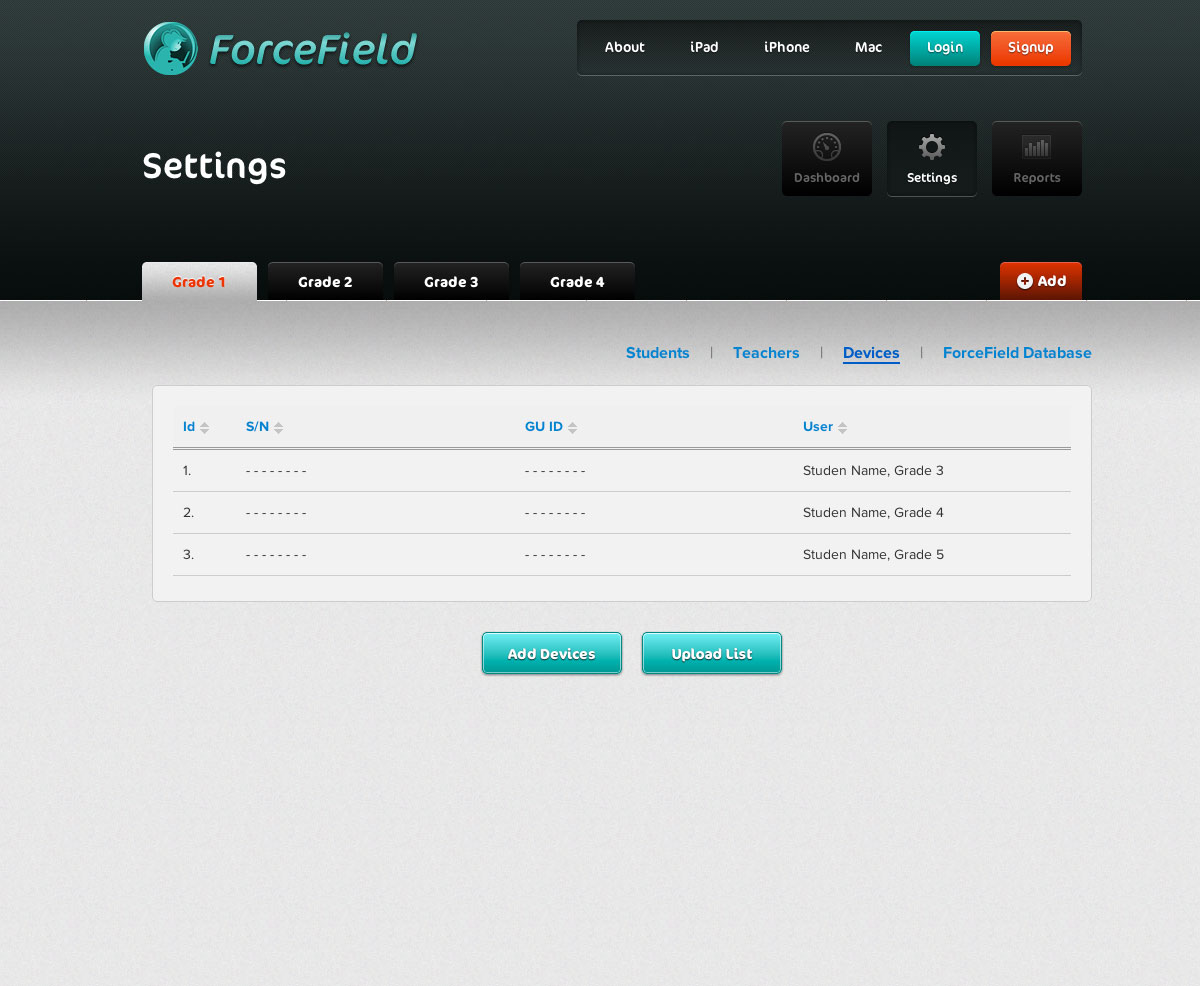 ForceField
About iPad iPhone Mac Login Signup
Settings
Dashboard Settings Reports
Grade 1 Grade 2 Grade 3 Grade 4 Add
Students | Teachers | Devices | ForceField Database
Id S/N GU ID User
1. - - - - - - - - - - - - - - - - Studen Name, Grade 3
2. - - - - - - - - - - - - - - - - Studen Name, Grade 4
3. - - - - - - - - - - - - - - - - Studen Name, Grade 5
Add Devices Upload List